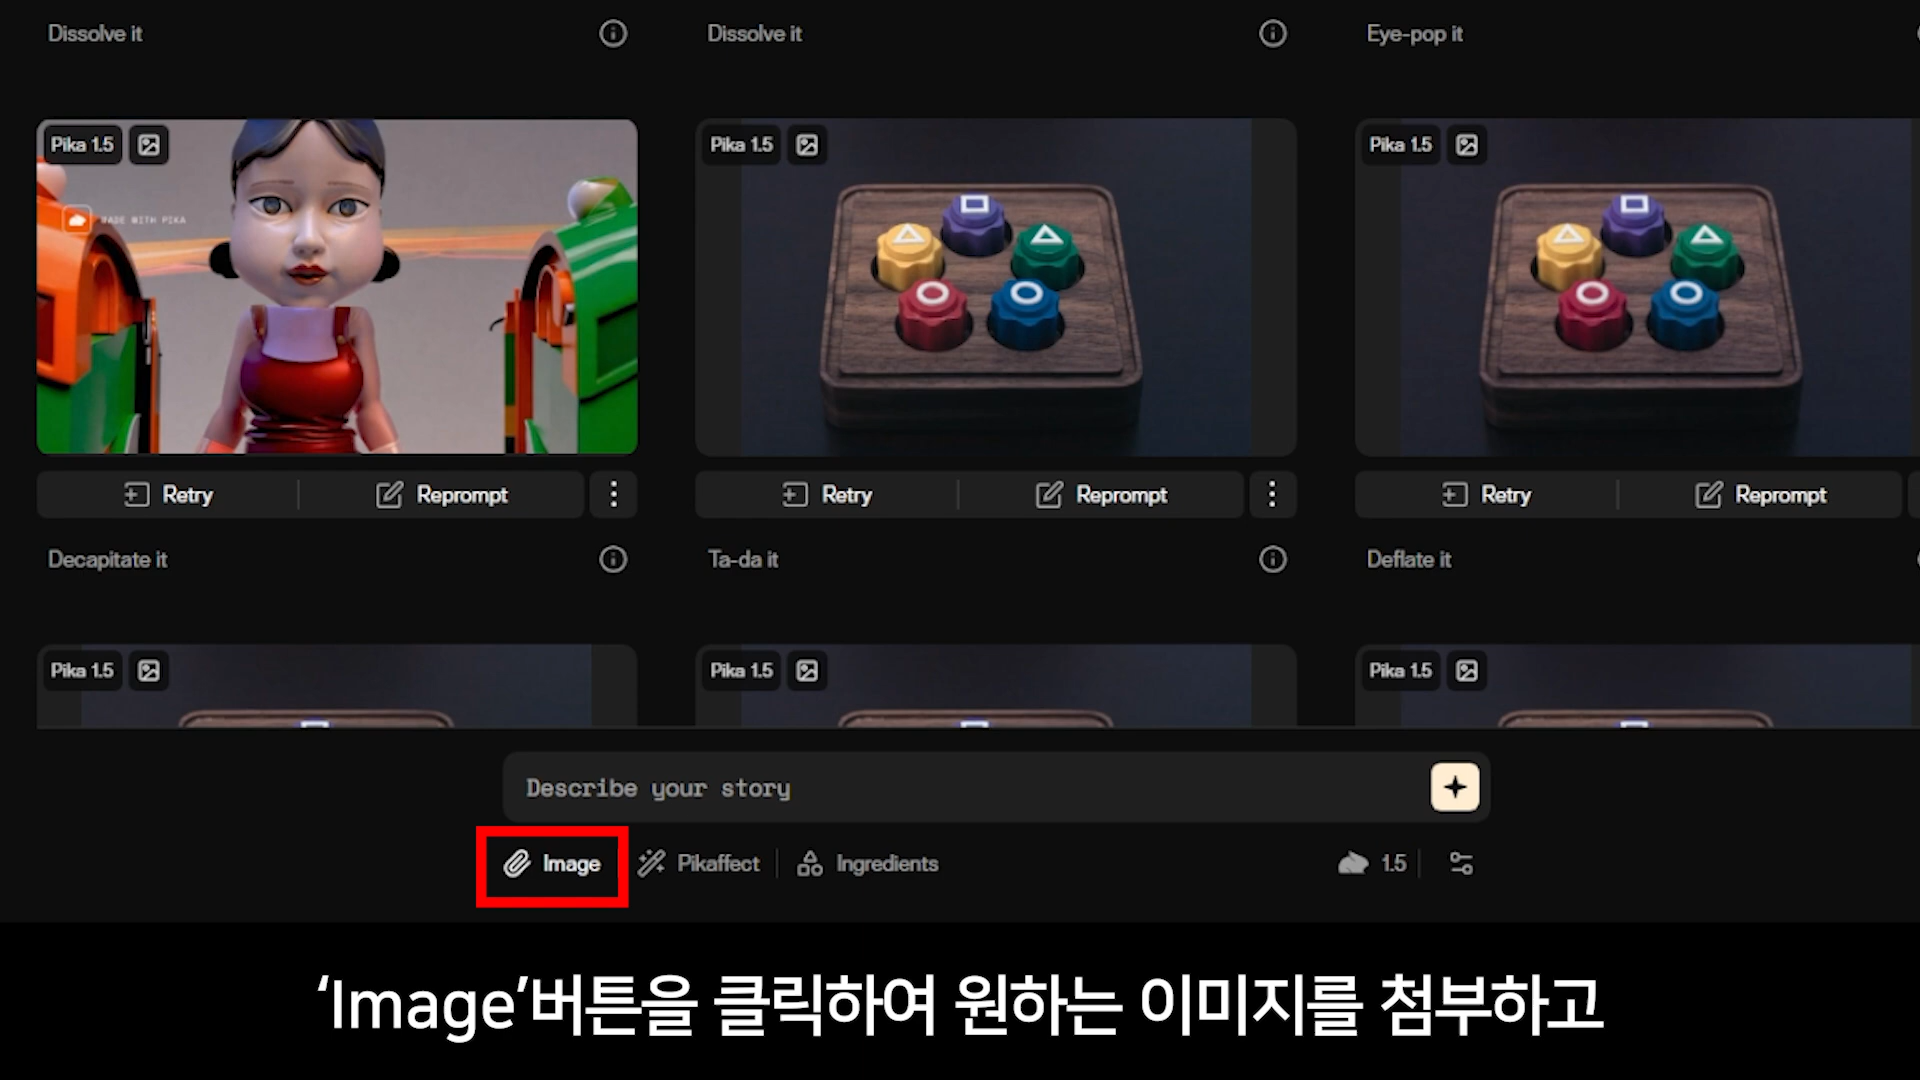 Dissolve it
Dissolve it
Eye-pop it
Pika 1.5
MADE WITH PIKA
Pika 1.5
Pika 1.5
Retry
Reprompt
Retry
Reprompt
Retry
Reprompt
Decapitate it
Ta-da it
Deflate it
Pika 1.5
Pika 1.5
Pika 1.5
Describe your story
Image
Pikaffect
Ingredients
1.5
‘Image’버튼을 클릭하여 원하는 이미지를 첨부하고